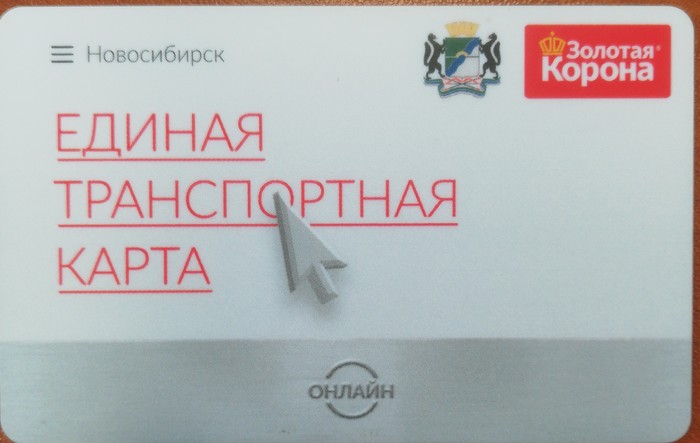 Новосибирск
Золотая®
Корона
ЕДИНАЯ
ТРАНСПОРТНАЯ
КАРТА
ОНЛАЙН